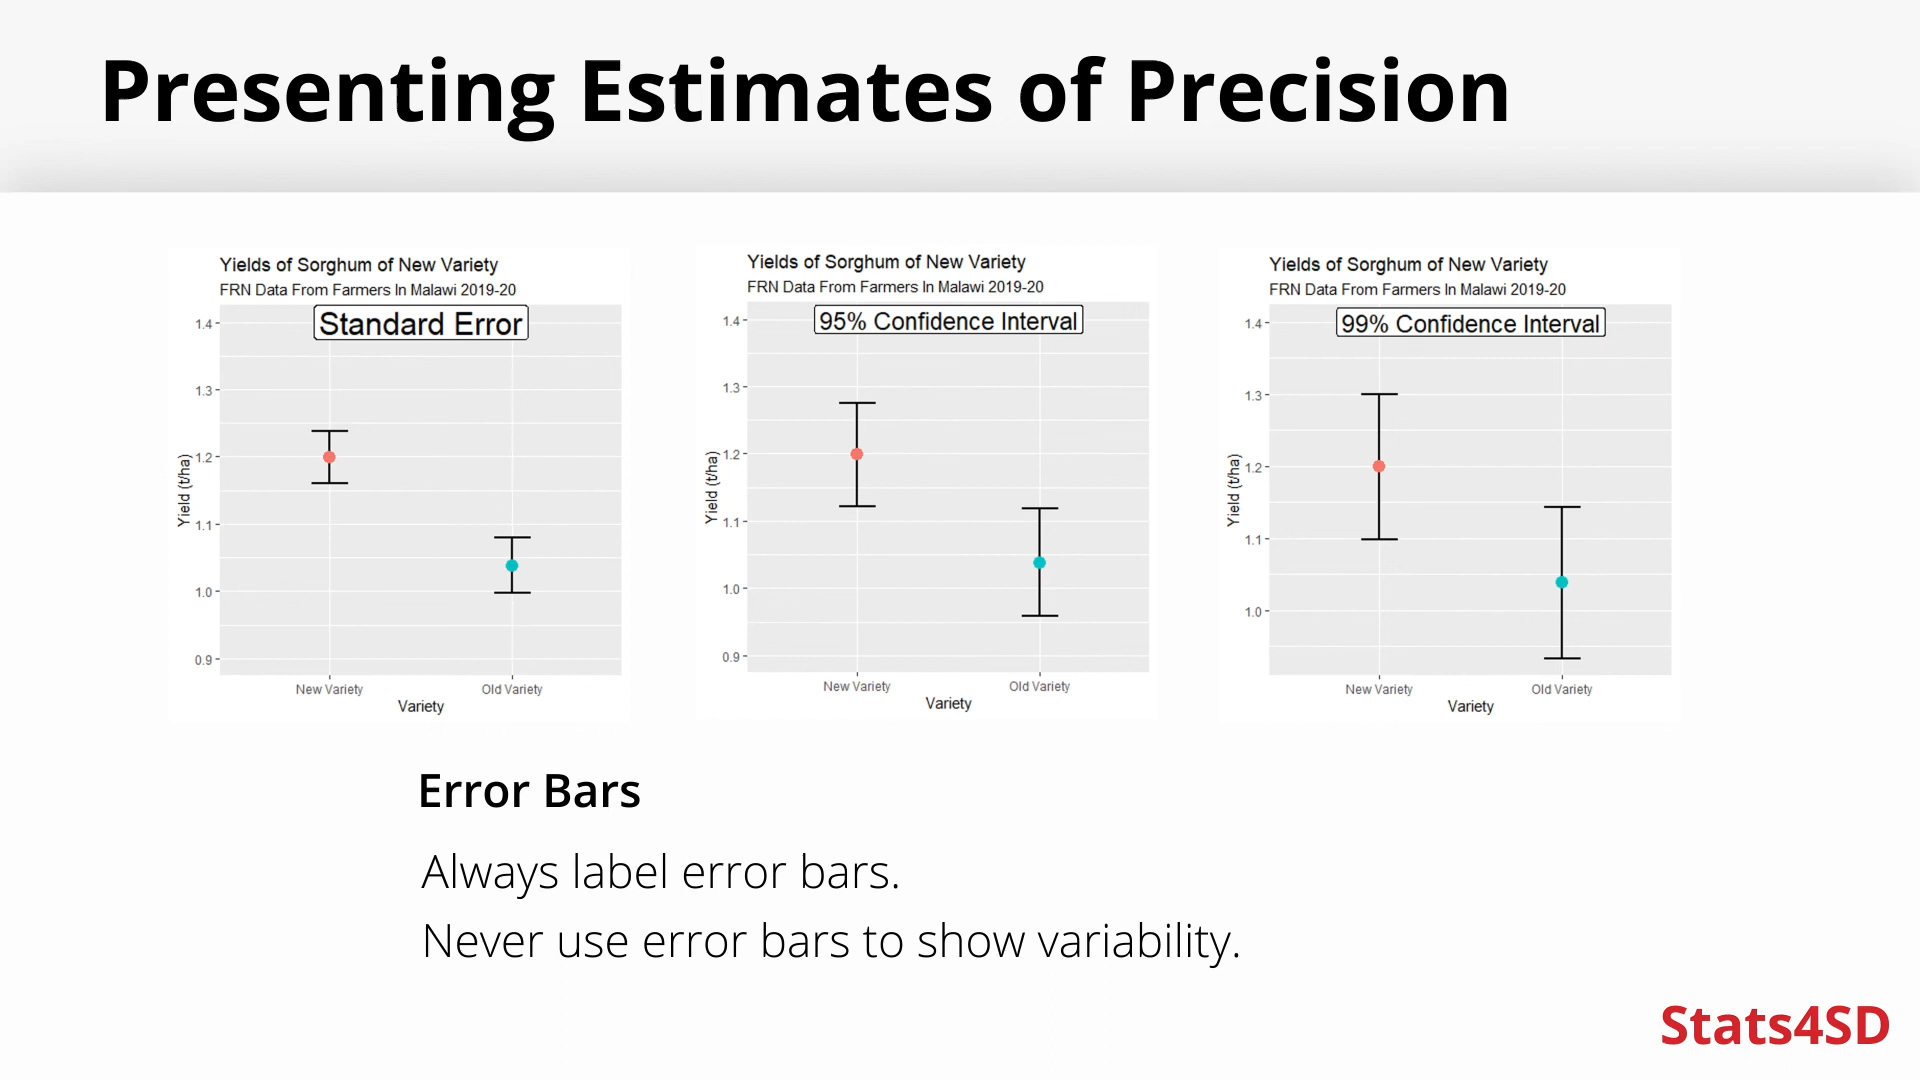 Presenting Estimates of Precision
Yields of Sorghum of New Variety
FRN Data From Farmers In Malawi 2019-20
Standard Error
1.4
1.3
1.2
1.1
1.0
0.9
Yield (t/ha)
New Variety
Old Variety
Variety
Yields of Sorghum of New Variety
FRN Data From Farmers In Malawi 2019-20
95% Confidence Interval
1.4
1.3
1.2
1.1
1.0
0.9
Yield (t/ha)
New Variety
Old Variety
Variety
Yields of Sorghum of New Variety
FRN Data From Farmers In Malawi 2019-20
99% Confidence Interval
1.4
1.3
1.2
1.1
1.0
Yield (t/ha)
New Variety
Old Variety
Variety
Error Bars
Always label error bars.
Never use error bars to show variability.
Stats4SD